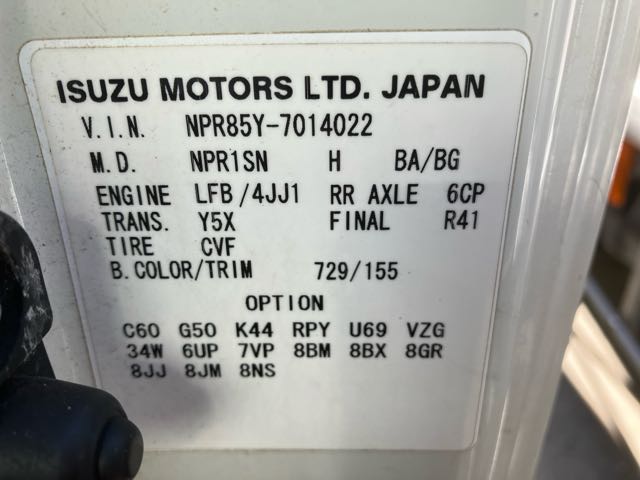 ISUZU MOTORS LTD. JAPAN
V.I.N. NPR85Y-7014022
M.D. NPR1SN H BA/BG
ENGINE LFB/4JJ1 RR AXLE 6CP
TRANS. Y5X FINAL R41
TIRE CVF
B.COLOR/TRIM 729/155
OPTION
C60 G50 K44 RPY U69 VZG
34W 6UP 7VP 8BM 8BX 8GR
8JJ 8JM 8NS